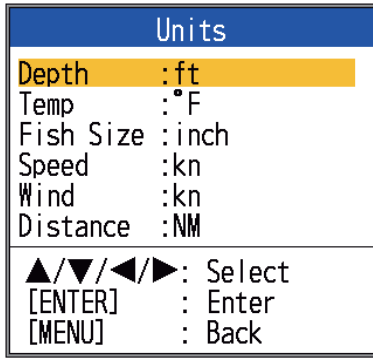 Units
Depth :ft
Temp :°F
Fish Size :inch
Speed :kn
Wind :kn
Distance :NM
▲/▼/◀/▶: Select
[ENTER] : Enter
[MENU] : Back